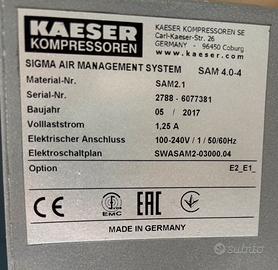 KAESER
KOMPRESSOREN
KAESER KOMPRESSOREN SE
Carl-Kaeser-Str. 26
GERMANY - 96450 Coburg
www.kaeser.com
SIGMA AIR MANAGEMENT SYSTEM SAM 4.0-4
Material-Nr. SAM2.1
Serial-Nr. 2788 - 6077381
Baujahr 05 / 2017
Volllaststrom 1,25 A
Elektrischer Anschluss 100-240V / 1 / 50/60Hz
Elektroschaltplan SWASAM2-03000.04
Option E2_E1_
CE EMC EAC
MADE IN GERMANY
subito